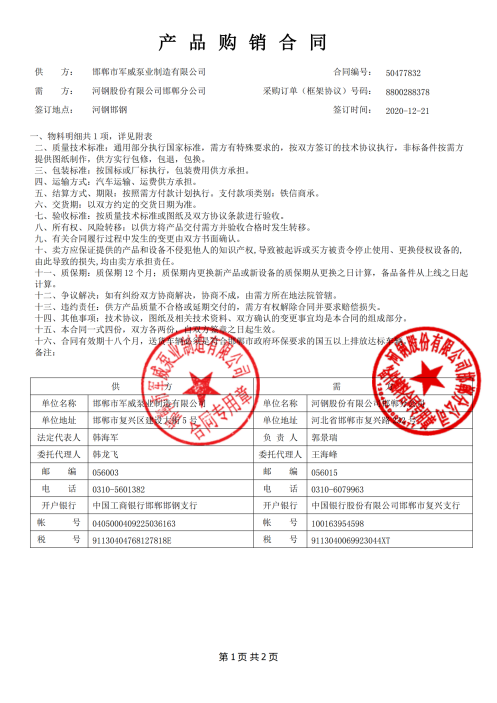 产 品 购 销 合 同
供 方： 邯郸市军威泵业制造有限公司 合同编号： 50477832
需 方： 河钢股份有限公司邯郸分公司 采购订单（框架协议）号码： 8800288378
签订地点： 河钢邯钢 签订时间： 2020-12-21
一、物料明细共 1 项，详见附表
二、质量技术标准：通用部分执行国家标准，需方有特殊要求的，按双方签订的技术协议执行，非标备件按需方
提供图纸制作，供方实行包修，包退，包换。
三、包装标准：按国标或厂标执行，包装费用供方承担。
四、运输方式：汽车运输、运费供方承担。
五、结算方式、期限：按照需方付款计划执行。支付款项类别：铁信商承。
六、交货期：以双方约定的交货日期为准。
七、验收标准：按质量技术标准或图纸及双方协议条款进行验收。
八、所有权、风险转移：以供方将产品交付需方并验收合格时发生转移。
九、有关合同履行过程中发生的变更由双方书面确认。
十、卖方应保证提供的产品和设备不侵犯他人的知识产权,导致被起诉或买方被责令停止使用、更换侵权设备的,
由此导致的损失,均由卖方承担责任。
十一、质保期：质保期 12 个月；质保期内更换新产品或新设备的质保期从更换之日计算，备品备件从上线之日起
计算。
十二、争议解决：如有纠纷双方协商解决，协商不成，由需方所在地法院管辖。
十三、违约责任：供方产品质量不合格或延期交付的，需方有权解除合同并要求赔偿损失。
十四、其他事项：技术协议，图纸及相关技术资料、双方确认的变更事宜均是本合同的组成部分。
十五、本合同一式四份，双方各两份，自双方签章之日起生效。
十六、合同有效期十八个月，送货车辆必须是符合邯郸市政府环保要求的国五以上排放达标车辆。
备注：
供 方 需
单位名称 邯郸市军威泵业制造有限公司 单位名称 河钢股份有限公司邯郸分公司
单位地址 邯郸市复兴区建设大街 5 号 单位地址 河北省邯郸市复兴路
法定代表人 韩海军 负 责 人 郭景瑞
委托代理人 韩龙飞 委托代理人 王海峰
邮 编 056003 邮 编 056015
电 话 0310-5601382 电 话 0310-6079963
开户银行 中国工商银行邯郸邯钢支行 开户银行 中国银行股份有限公司邯郸市复兴支行
帐 号 0405000409225036163 帐 号 100163954598
税 号 91130404768127818E 税 号 9113040069923044XT
第 1 页 共 2 页